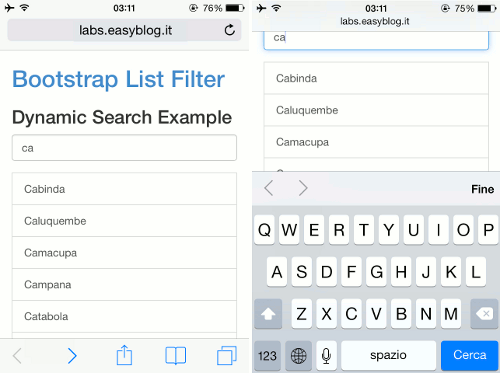 03:11
76%
labs.easyblog.it
Bootstrap List Filter
Dynamic Search Example
ca
Cabinda
Caluquembe
Camacupa
Campana
Catabola
03:11
75%
labs.easyblog.it
ca
Cabinda
Caluquembe
Camacupa
Fine
Q W E R T Y U I O P
A S D F G H J K L
Z X C V B N M
123 spazio Cerca